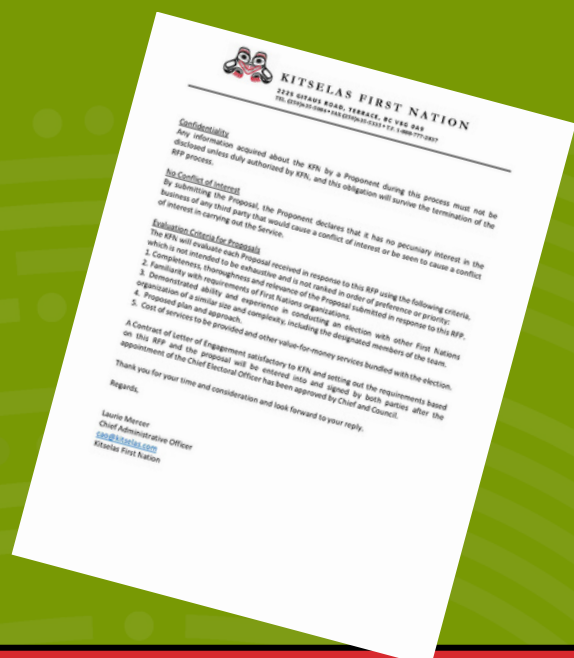 KITSELAS FIRST NATION
2225 GITAUS ROAD, TERRACE, BC V8G 0A9
Confidentiality
Any information acquired about the KFN by a Proponent during this process must not be
disclosed unless duly authorized by KFN, and this obligation will survive the termination of the
RFP process.
No Conflict of Interest
By submitting the Proposal, the Proponent declares that it has no pecuniary interest in the
business of any third party that would cause a conflict of interest or be seen to cause a conflict
of interest in carrying out the Service.
Evaluation Criteria for Proposals
The KFN will evaluate each Proposal received in response to this RFP using the following criteria,
which is not intended to be exhaustive and is not ranked in order of preference or priority:
1. Completeness, thoroughness and relevance of the Proposal submitted in response to this RFP.
2. Familiarity with requirements of First Nations organizations.
3. Demonstrated ability and experience in conducting an election with other First Nations
organization of a similar size and complexity, including the designated members of the team.
4. Proposed plan and approach.
5. Cost of services to be provided and other value-for-money services bundled with the election.
A Contract of Letter of Engagement satisfactory to KFN and setting out the requirements based
on this RFP and the proposal will be entered into and signed by both parties after the
appointment of the Chief Electoral Officer has been approved by Chief and Council.
Thank you for your time and consideration and look forward to your reply.
Regards,
Laurie Mercer
Chief Administrative Officer
cao@kitselas.com
Kitselas First Nation